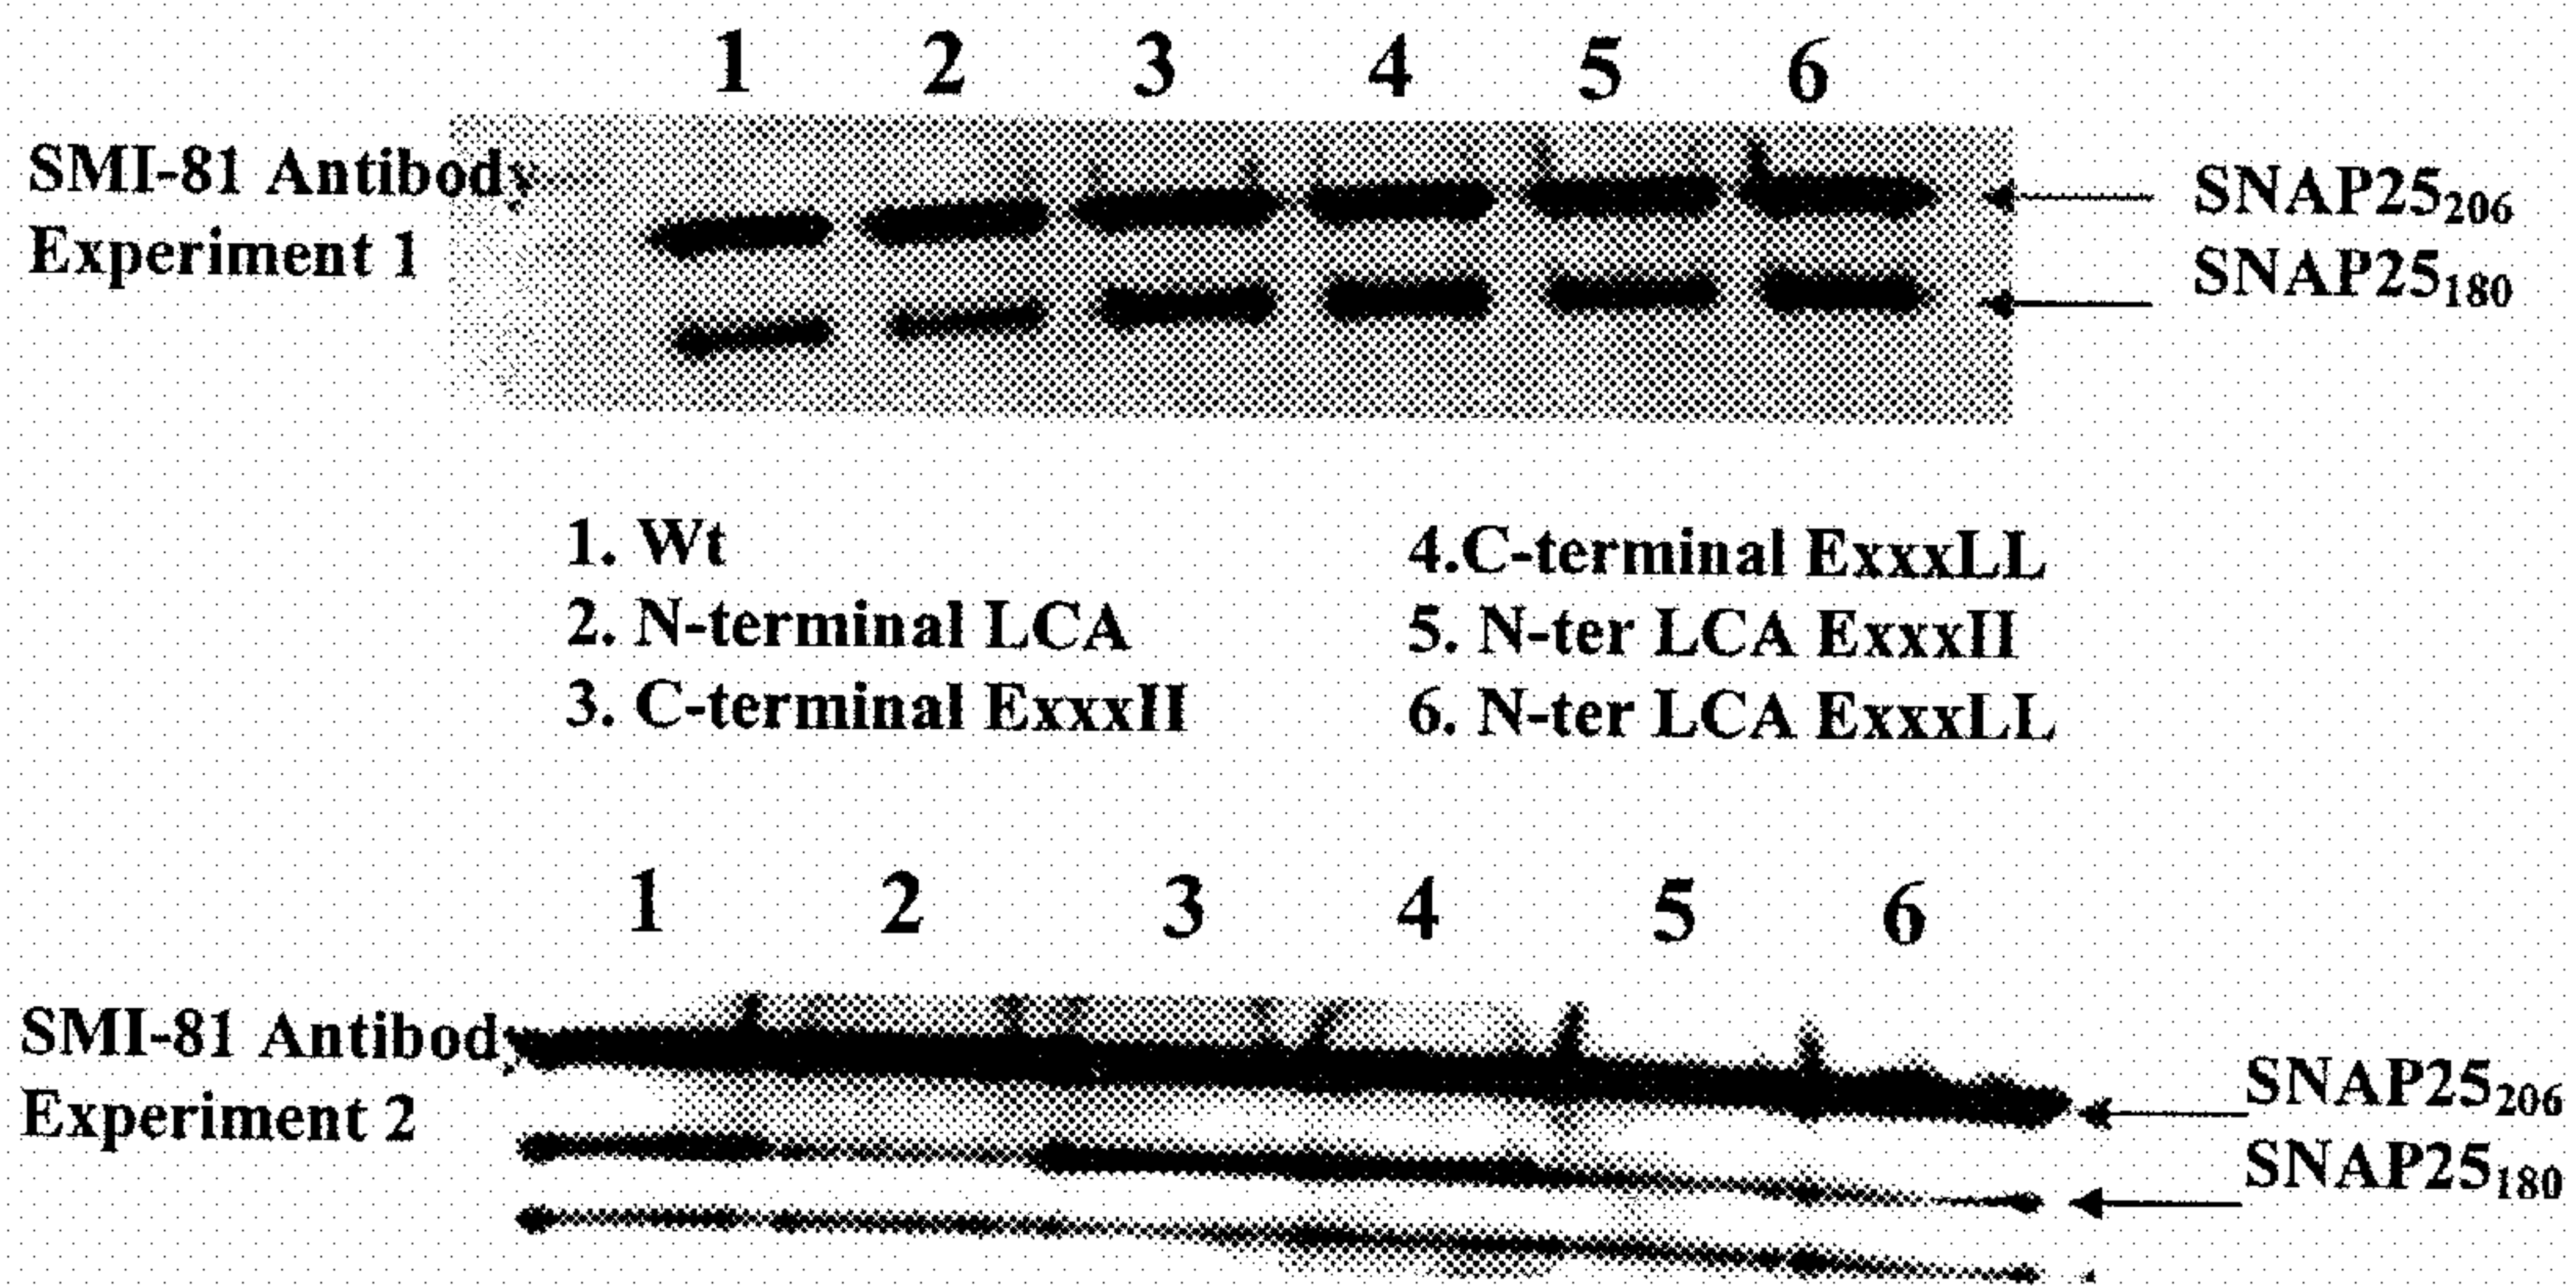 1 2 3 4 5 6
SMI-81 Antibody
Experiment 1
SNAP25206
SNAP25180
1. Wt
2. N-terminal LCA
3. C-terminal ExxxII
4.C-terminal ExxxLL
5. N-ter LCA ExxxII
6. N-ter LCA ExxxLL
1 2 3 4 5 6
SMI-81 Antibody
Experiment 2
SNAP25206
SNAP25180